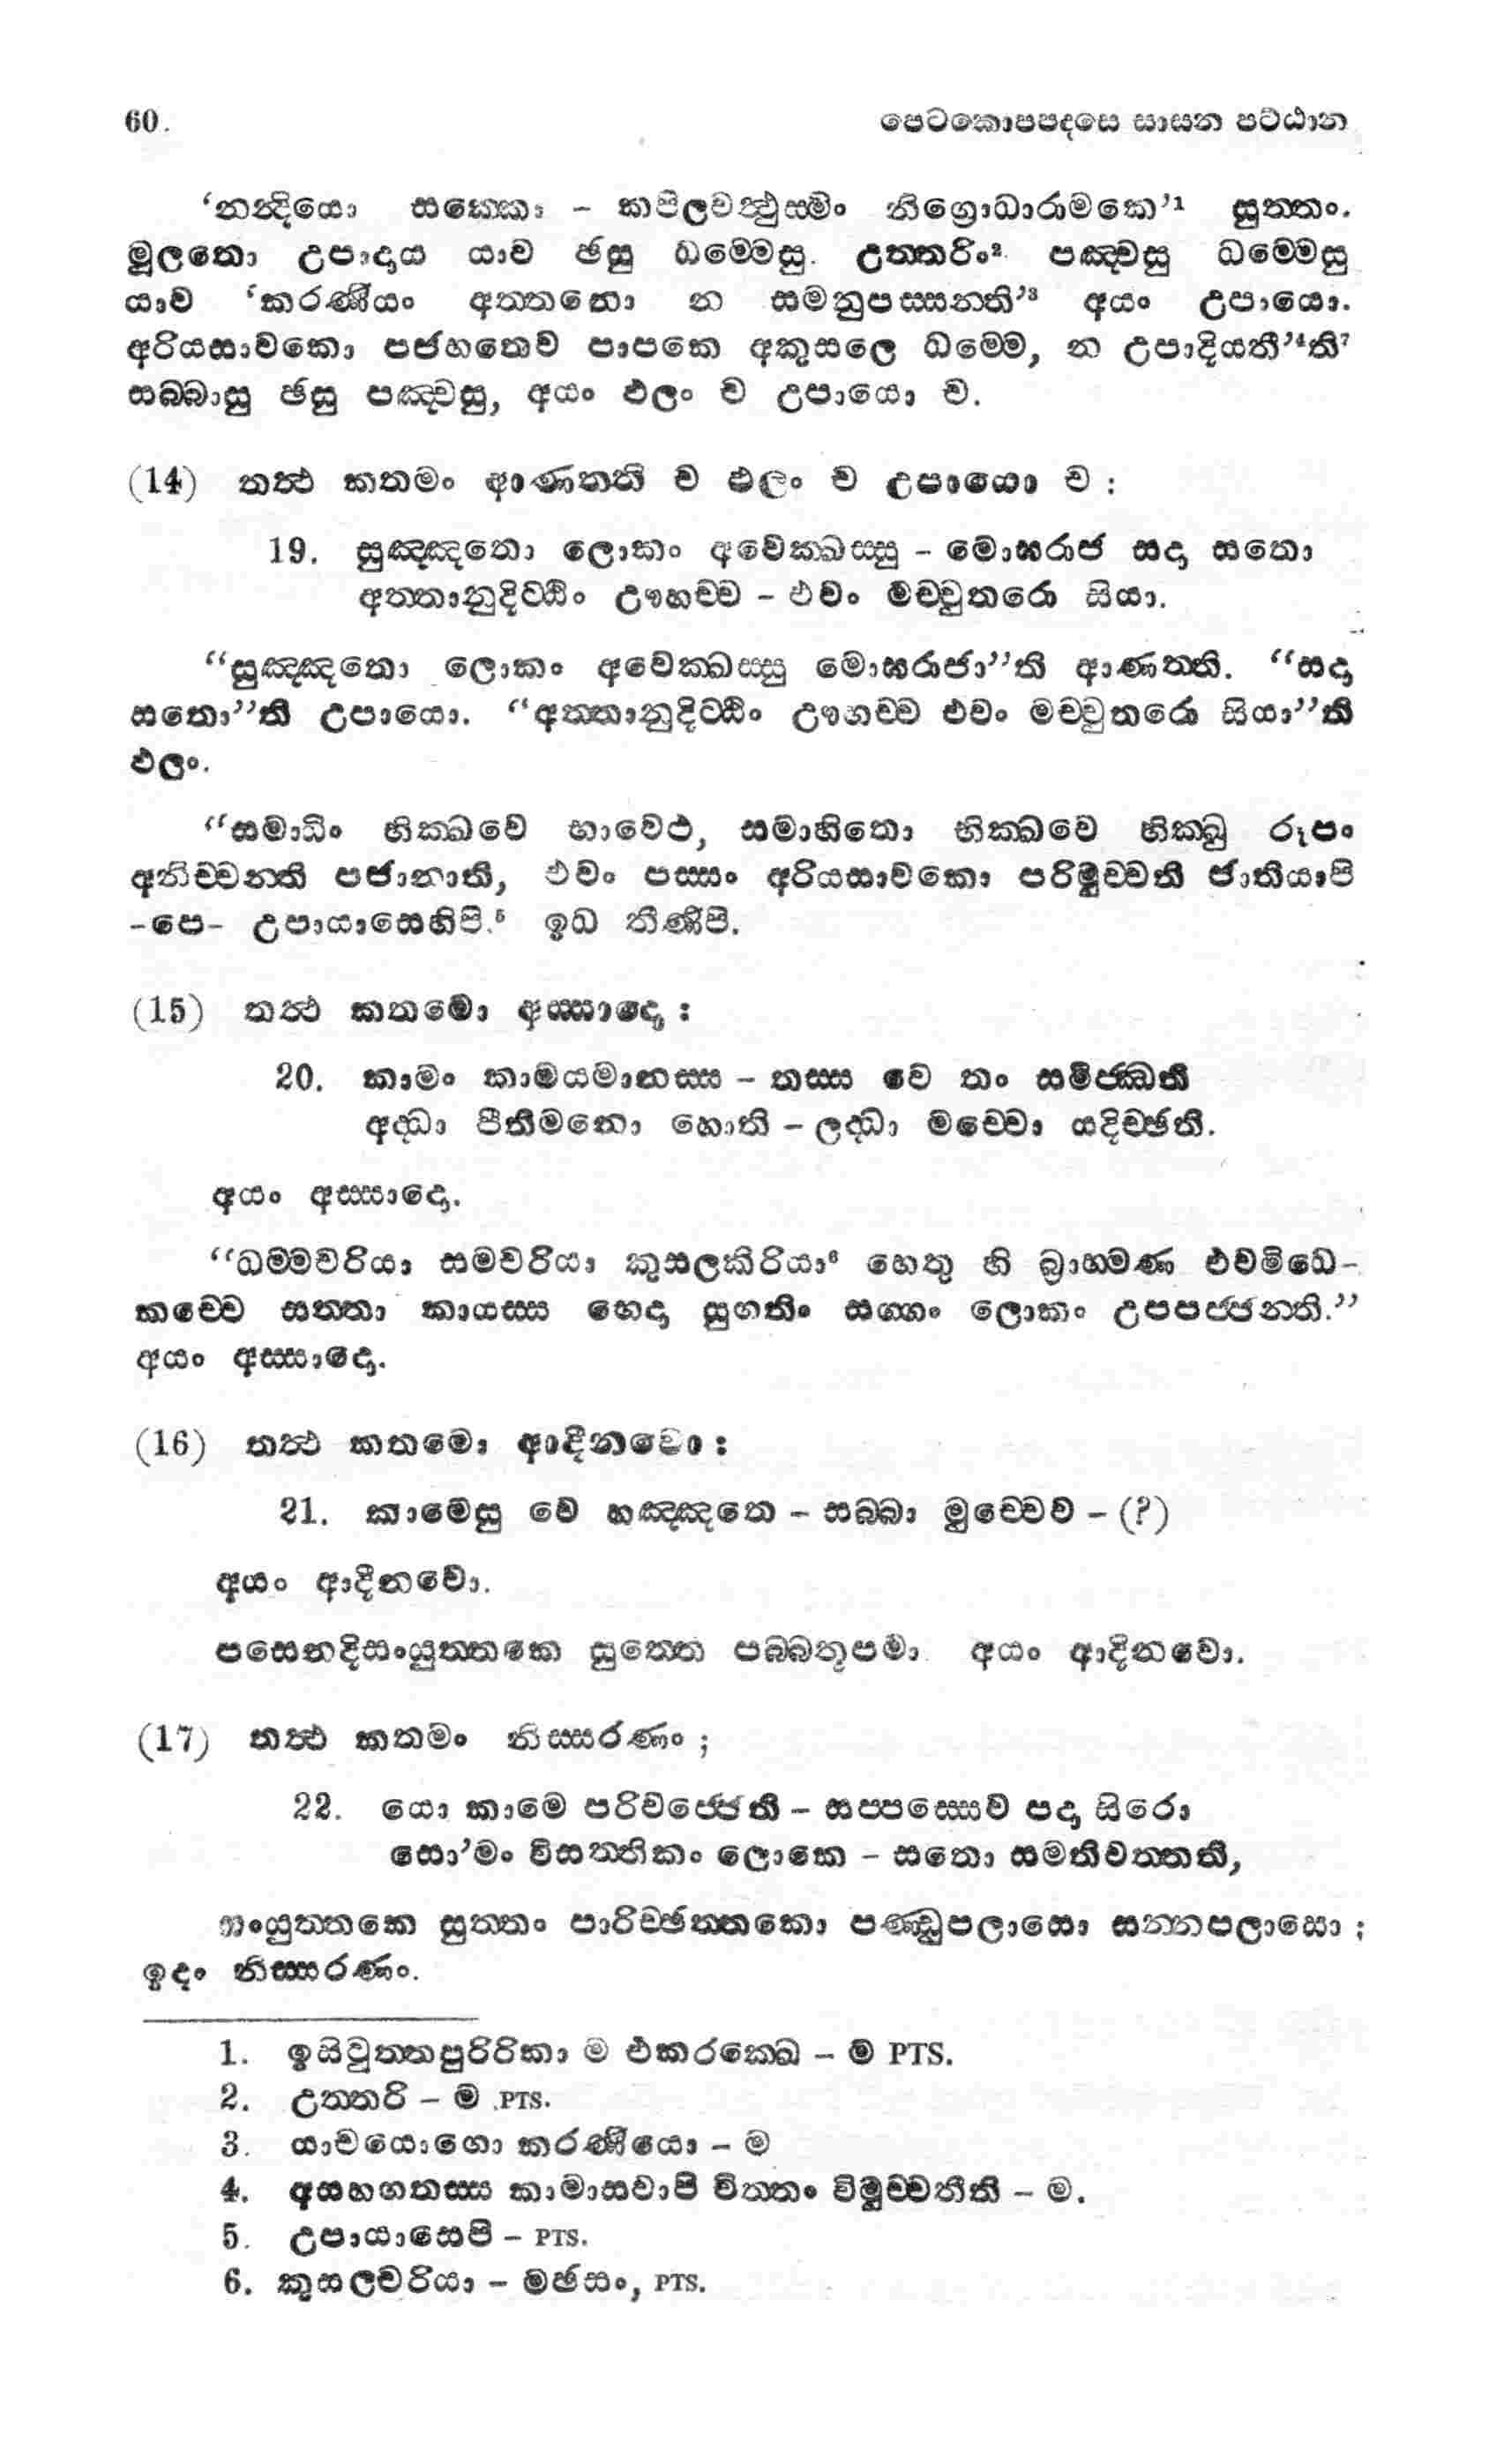 60. පෙටකොපපදසෙ සාසන පට්ඨාන
‘නන්‍දියො සක‍්කො - කපිලවත්‍ථුස‍්මිං නිග්‍රොධාරාමකෙ’1 සුත‍්තං.
මූලතො උපාදාය යාව ඡසු ධම‍්මෙසු. උත‍්තරිං2 පඤ‍්චසු ධම‍්මෙසු
යාව ‘කරණීයං අත‍්තනො න සමනුපස‍්සන‍්ති’3 අයං උපායො.
අරියසාවකො පජහතෙව පාපකෙ අකුසලෙ ධම‍්මෙ, න උපාදියතී’4ති7
සබ‍්බාසු ඡසු පඤ‍්චසු, අයං ඵලං ච උපායො ච.
(14) තත්‍ථ කතමං ආණත‍්ති ච ඵලං ච උපායො ච :
19. සුඤ‍්ඤතො ලොකං අවෙක‍්ඛස‍්සු - මොඝරාජ සදා සතො
අත‍්තානුදිට‍්ඨිං ඌහච‍්ච - එවං මච‍්චුතරො සියා.
“සුඤ‍්ඤතො ලොකං අවෙක‍්ඛස‍්සු මොඝරාජා”ති ආණත‍්ති. “සදා
සතො”ති උපායො. “අත‍්තානුදිට‍්ඨිං ඌහච‍්ච එවං මච‍්චුතරො සියා”ති
ඵලං.
“සමාධිං භික‍්ඛවෙ භාවෙථ, සමාහිතො භික‍්ඛවෙ භික‍්ඛු රූපං
අනිච‍්චන‍්ති පජානාති, එවං පස‍්සං අරියසාවකො පරිමුච‍්චති ජාතියාපි
-පෙ- උපායාසෙහිපි.5 ඉධ තීණිපි.
(15) තත්‍ථ කතමො අස‍්සාදො :
20. කාමං කාමයමානස‍්ස - තස‍්ස චෙ තං සමිජ‍්ඣති
අද‍්ධා පීතිමනො හොති - ලද‍්ධා මච‍්චො යදිච‍්ඡති.
අයං අස‍්සාදො.
“ධම‍්මචරියා සමචරියා කුසලකිරියා6 හෙතු හි බ්‍රාහ‍්මණ එවමිධෙ-
කච‍්චෙ සත‍්තා කායස‍්ස භෙදා සුගතිං සග‍්ගං ලොකං උපපජ‍්ජන‍්ති.”
අයං අස‍්සාදො.
(16) තත්‍ථ කතමො ආදීනවො :
21. කාමෙසු වෙ හඤ‍්ඤතෙ - සබ‍්බා මුච‍්චෙව - (?)
අයං ආදීනවො.
පසෙනදිසංයුත‍්තකෙ සුත‍්තෙ පබ‍්බතූපමා අයං ආදිනවො.
(17) තත්‍ථ කතමං නිස‍්සරණං ;
22. යො කාමෙ පරිවජ‍්ජෙති - සප‍්පස‍්සෙව පදා සිරො
සො’මං විසත‍්තිකං ලොකෙ - සතො සමතිවත‍්තති,
සංයුත‍්තකෙ සුත‍්තං පාරිච‍්ඡත‍්තකො පණ‍්ඩුපලාසො සන‍්නපලාසො ;
ඉදං නිස‍්සරණං.
1. ඉසිවුත‍්තපුරිරිකා ම එකරක‍්ඛෙ - ම PTS.
2. උත‍්තරි - ම PTS.
3. යාචයොගො කරණීයො - ම
4. අසහගතස‍්ස කාමාසවාපි චිත‍්තං විමුච‍්චතීති - ම.
5. උපායාසෙපි - PTS.
6. කුසලචරියා - මඡසං, PTS.